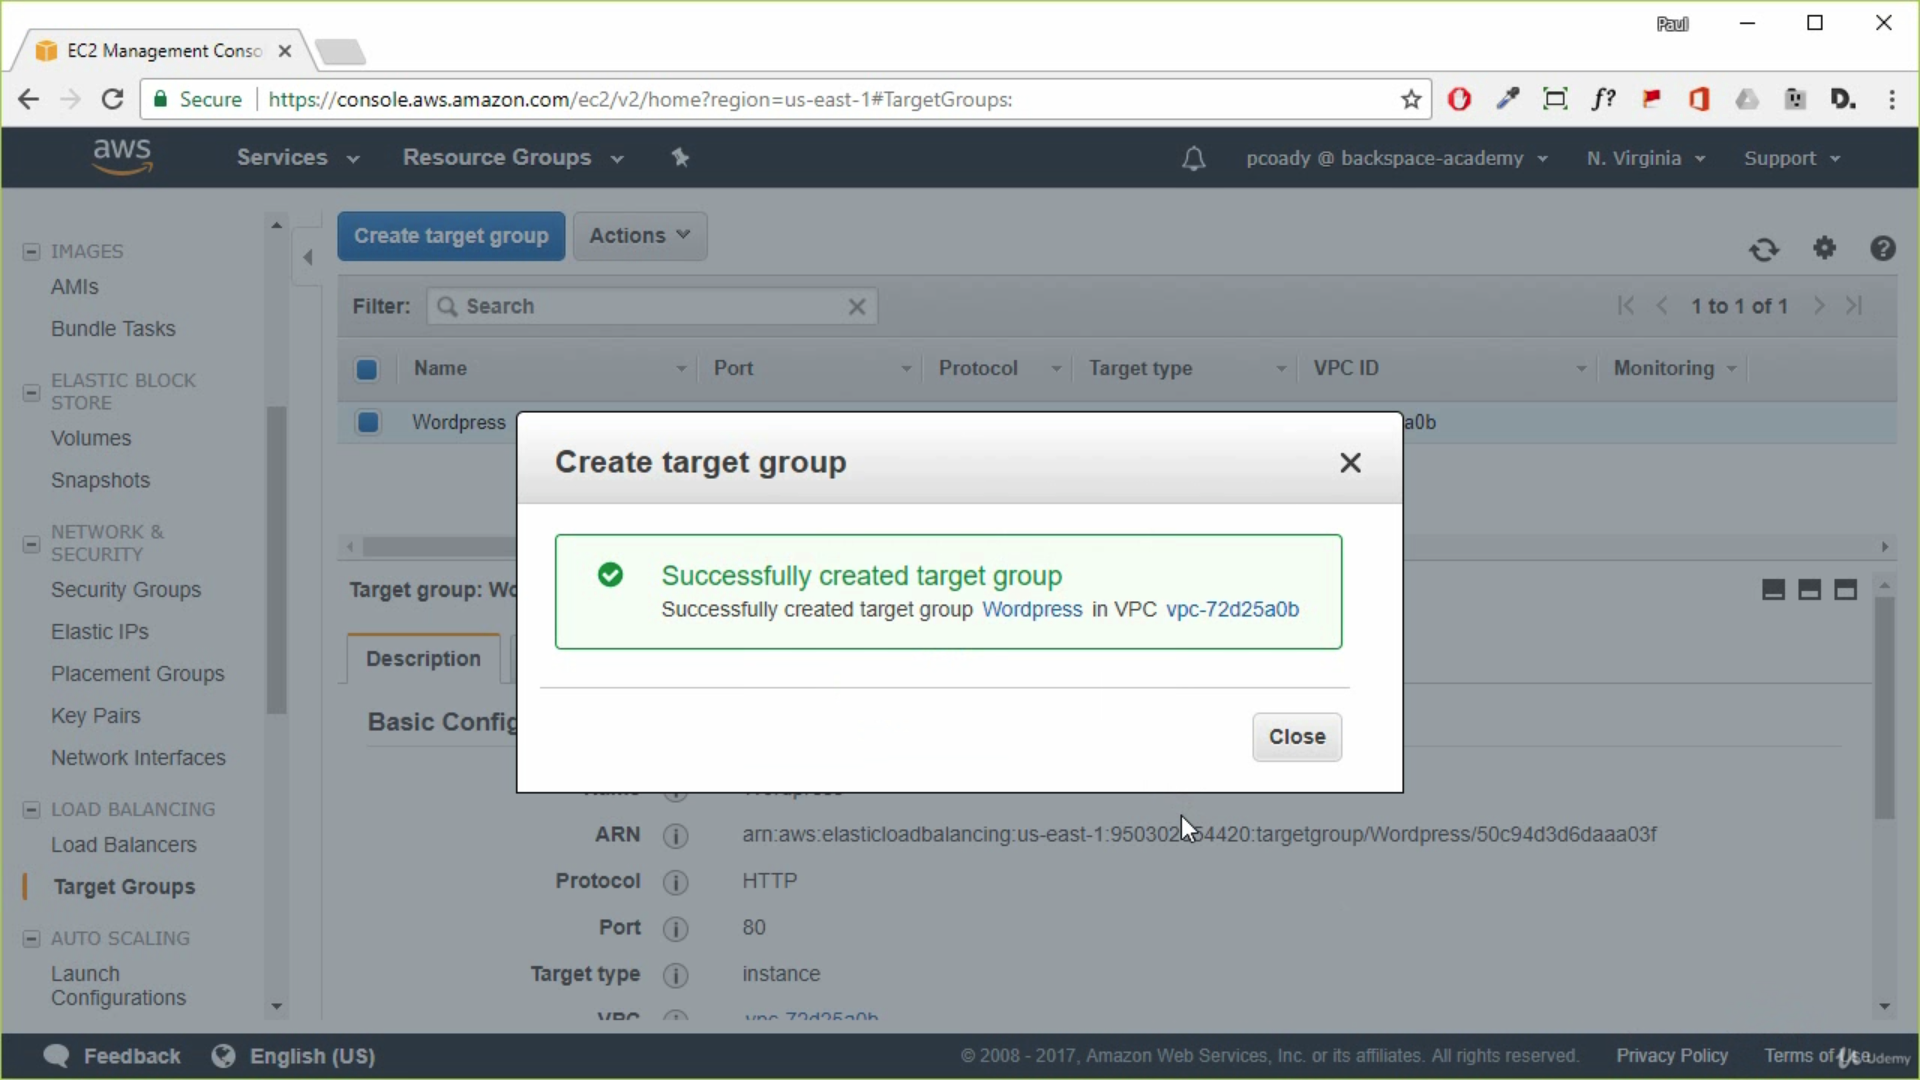 Paul
EC2 Management Conso
Secure https://console.aws.amazon.com/ec2/v2/home?region=us-east-1#TargetGroups:
f? D.
aws Services Resource Groups pcoady @ backspace-academy N. Virginia Support
IMAGES
AMIs
Bundle Tasks
ELASTIC BLOCK
STORE
Volumes
Snapshots
NETWORK &
SECURITY
Security Groups
Elastic IPs
Placement Groups
Key Pairs
Network Interfaces
LOAD BALANCING
Load Balancers
Target Groups
AUTO SCALING
Launch
Configurations
Create target group Actions
Filter: Search 1 to 1 of 1
Name Port Protocol Target type VPC ID Monitoring
Wordpress a0b
Create target group
Successfully created target group
Successfully created target group Wordpress in VPC vpc-72d25a0b
Close
Target group: Wo
Description
Basic Config
Name Wordpress
ARN arn:aws:elasticloadbalancing:us-east-1:950302 54420:targetgroup/Wordpress/50c94d3d6daaa03f
Protocol HTTP
Port 80
Target type instance
VPC vpc-72d25a0b
Feedback English (US) © 2008 - 2017, Amazon Web Services, Inc. or its affiliates. All rights reserved. Privacy Policy Terms of Use
Udemy